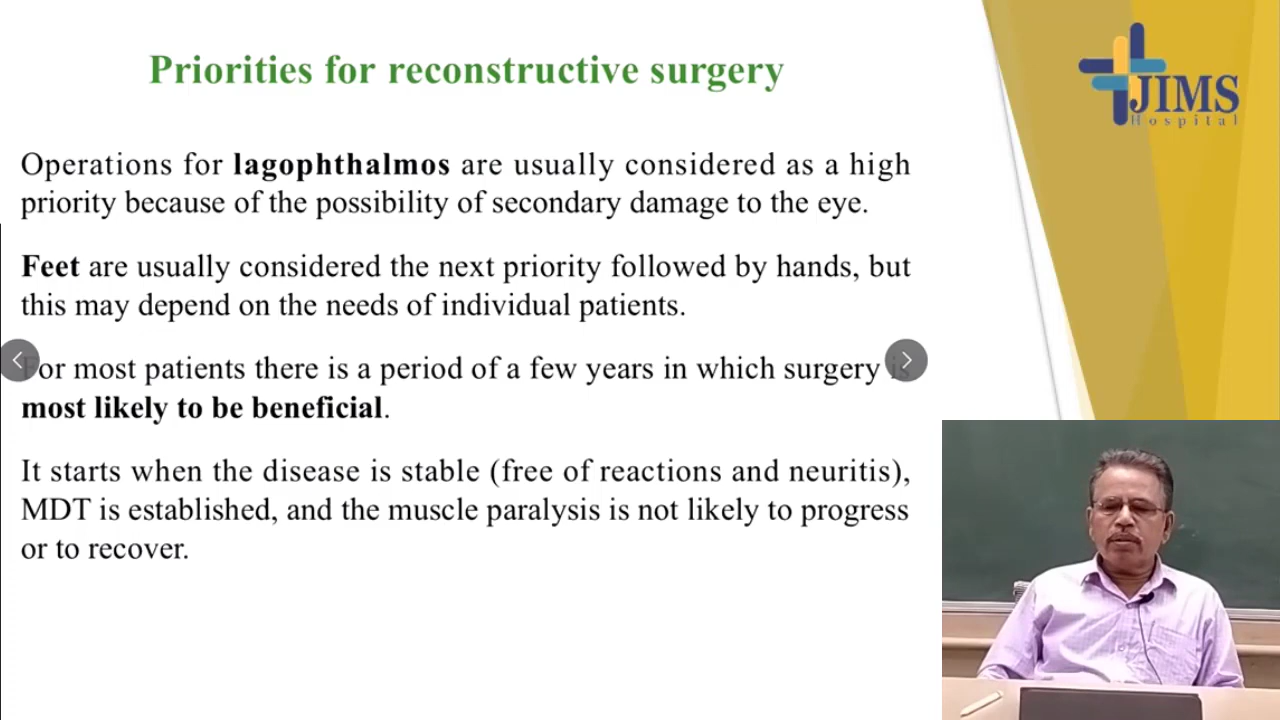 Priorities for reconstructive surgery
JIMS
Hospital
Operations for lagophthalmos are usually considered as a high
priority because of the possibility of secondary damage to the eye.
Feet are usually considered the next priority followed by hands, but
this may depend on the needs of individual patients.
For most patients there is a period of a few years in which surgery is
most likely to be beneficial.
It starts when the disease is stable (free of reactions and neuritis),
MDT is established, and the muscle paralysis is not likely to progress
or to recover.